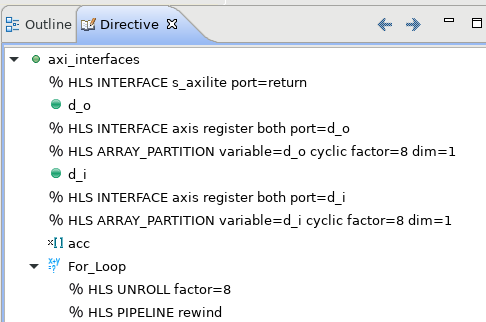 Outline Directive
axi_interfaces
% HLS INTERFACE s_axilite port=return
d_o
% HLS INTERFACE axis register both port=d_o
% HLS ARRAY_PARTITION variable=d_o cyclic factor=8 dim=1
d_i
% HLS INTERFACE axis register both port=d_i
% HLS ARRAY_PARTITION variable=d_i cyclic factor=8 dim=1
×[] acc
For_Loop
% HLS UNROLL factor=8
% HLS PIPELINE rewind